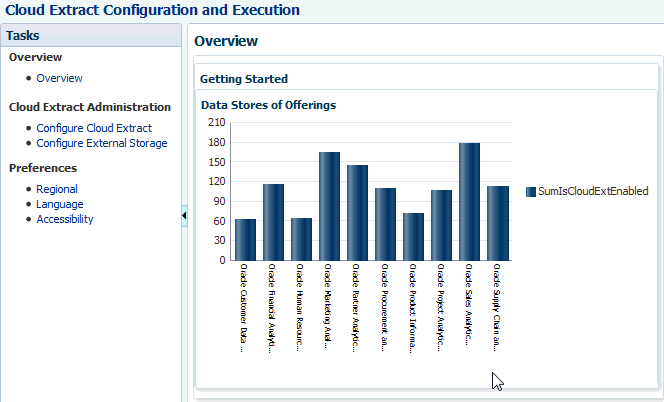 Cloud Extract Configuration and Execution
Tasks
Overview
Overview
Cloud Extract Administration
Configure Cloud Extract
Configure External Storage
Preferences
Regional
Language
Accessibility
Overview
Getting Started
Data Stores of Offerings
210
180
150
120
90
60
30
0
Oracle Customer Data ...
Oracle Financial Analyti...
Oracle Human Resourc...
Oracle Marketing Anal...
Oracle Partner Analytic...
Oracle Procurement an...
Oracle Product Informa...
Oracle Project Analytic...
Oracle Sales Analytic...
Oracle Supply Chain an...
SumIsCloudExtEnabled